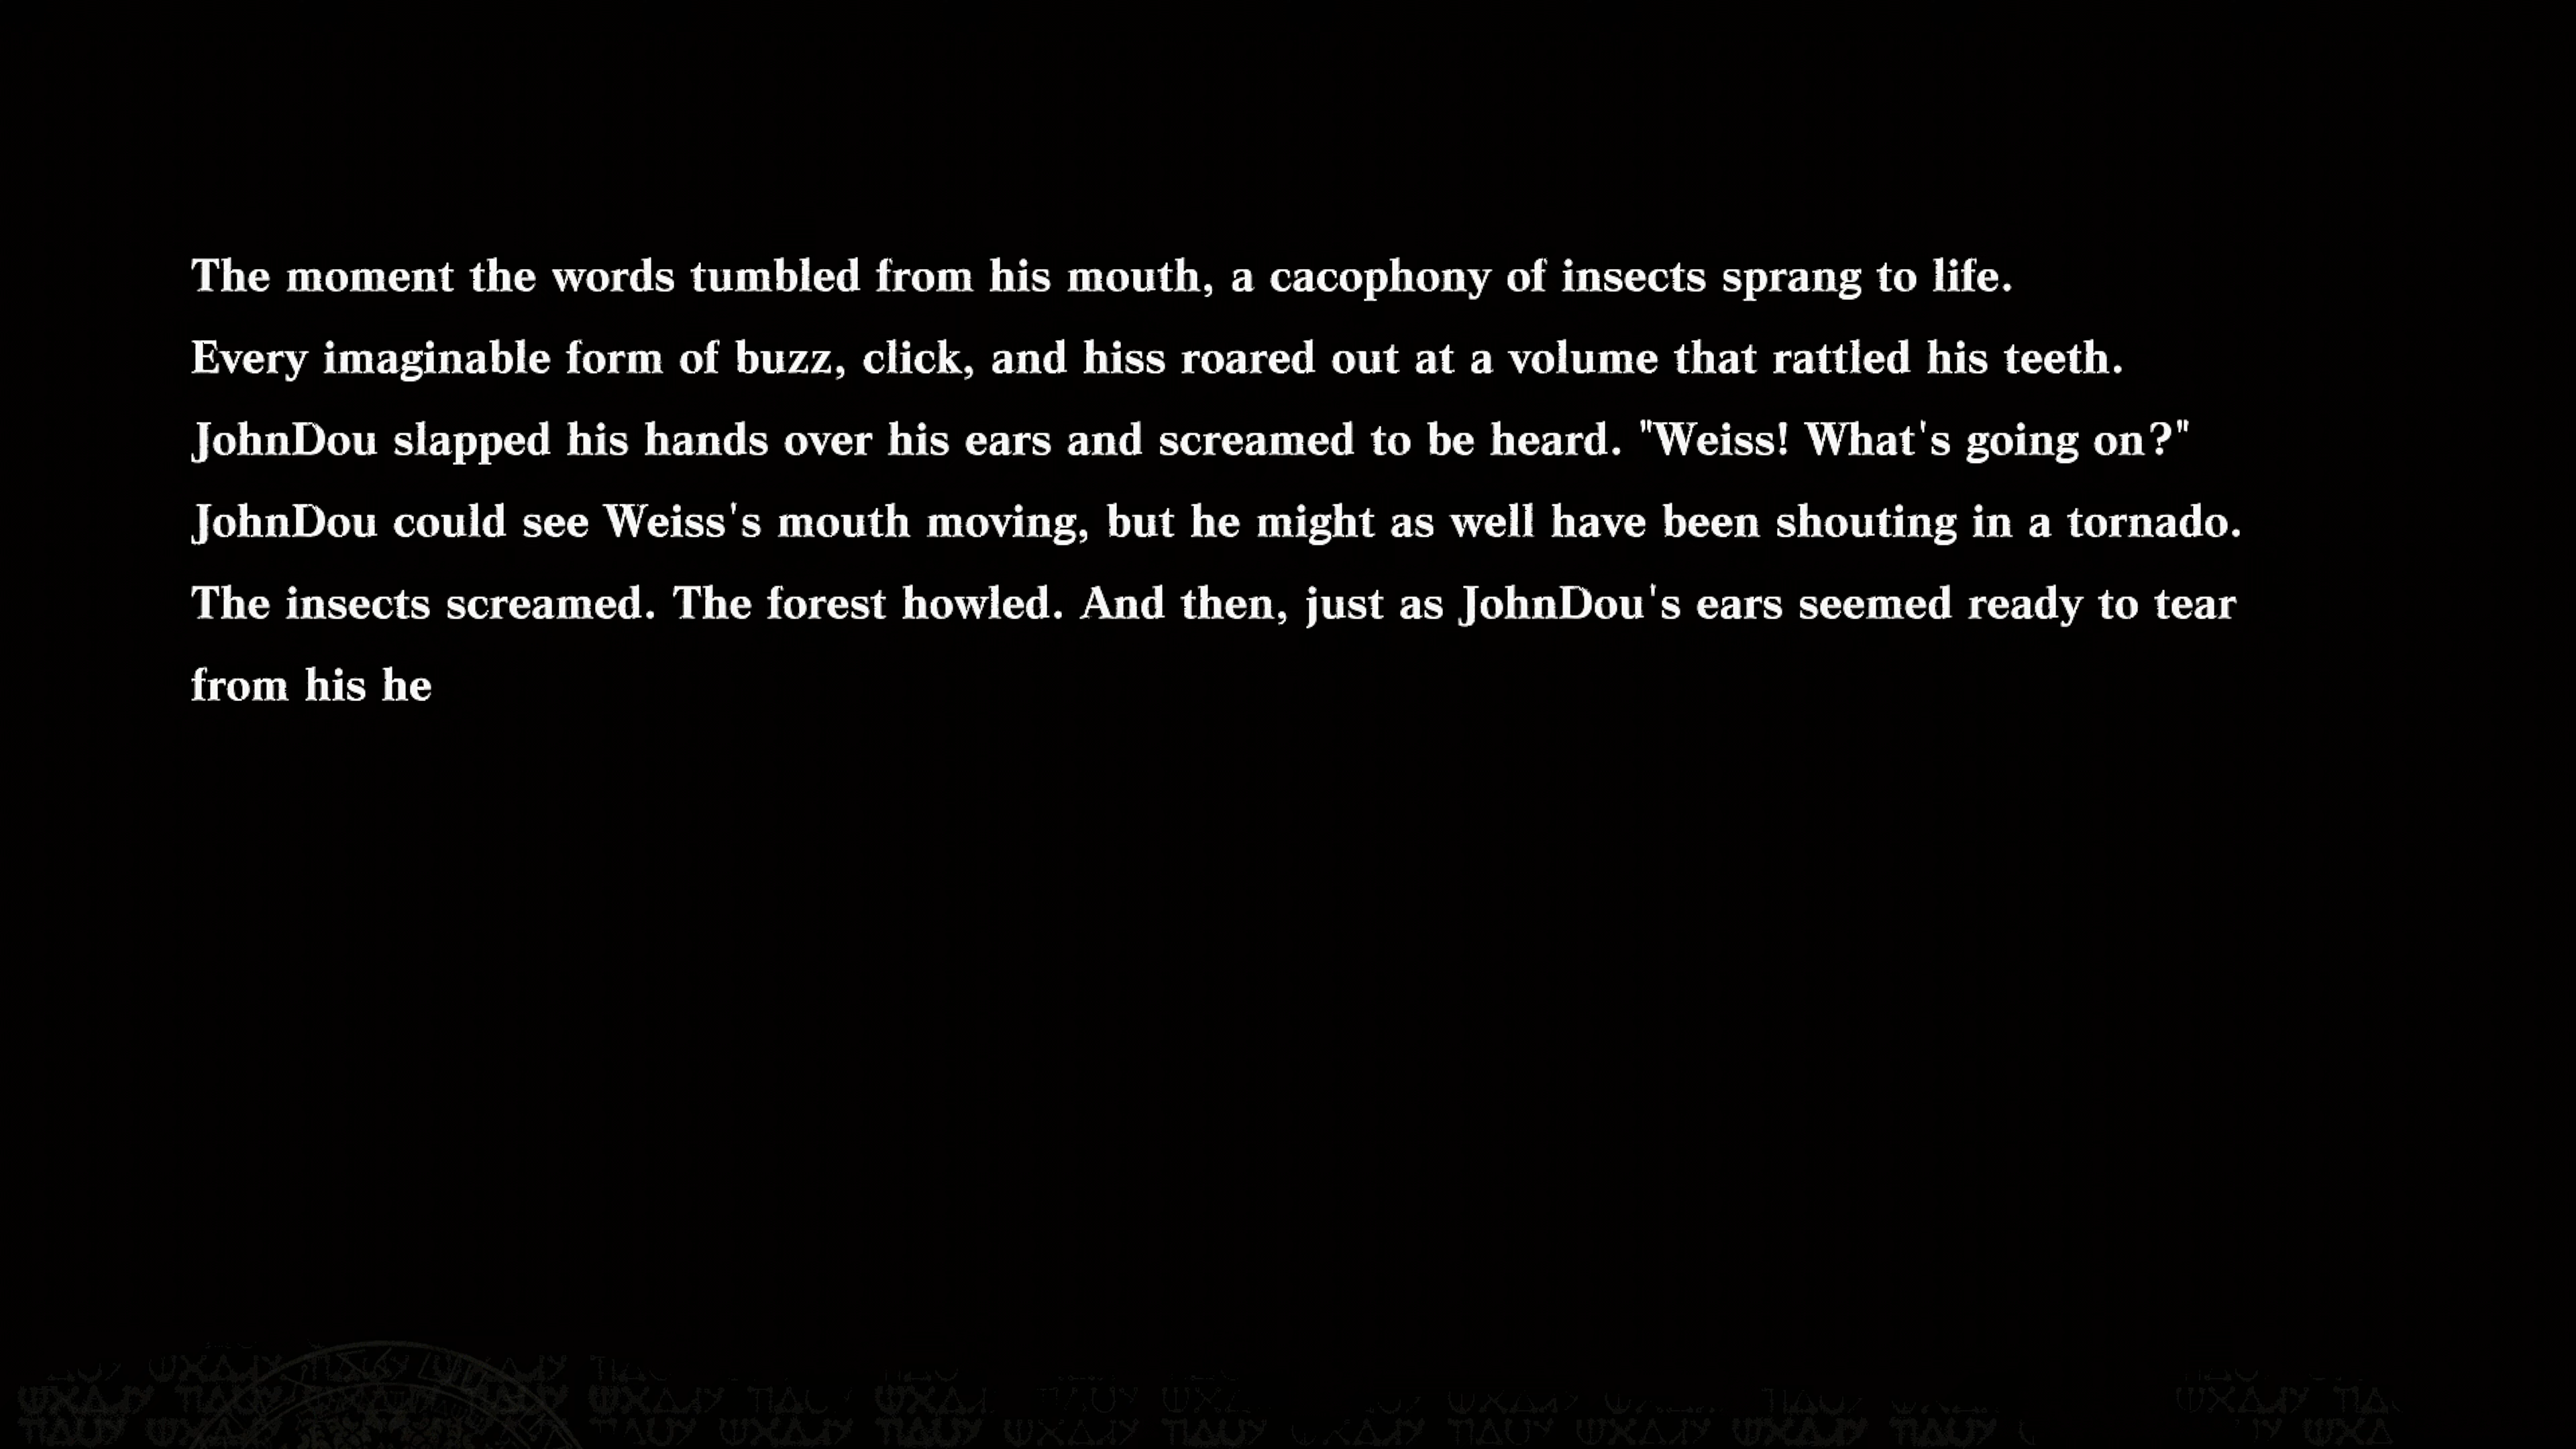 The moment the words tumbled from his mouth, a cacophony of insects sprang to life.
Every imaginable form of buzz, click, and hiss roared out at a volume that rattled his teeth.
JohnDou slapped his hands over his ears and screamed to be heard. "Weiss! What's going on?"
JohnDou could see Weiss's mouth moving, but he might as well have been shouting in a tornado.
The insects screamed. The forest howled. And then, just as JohnDou's ears seemed ready to tear
from his he